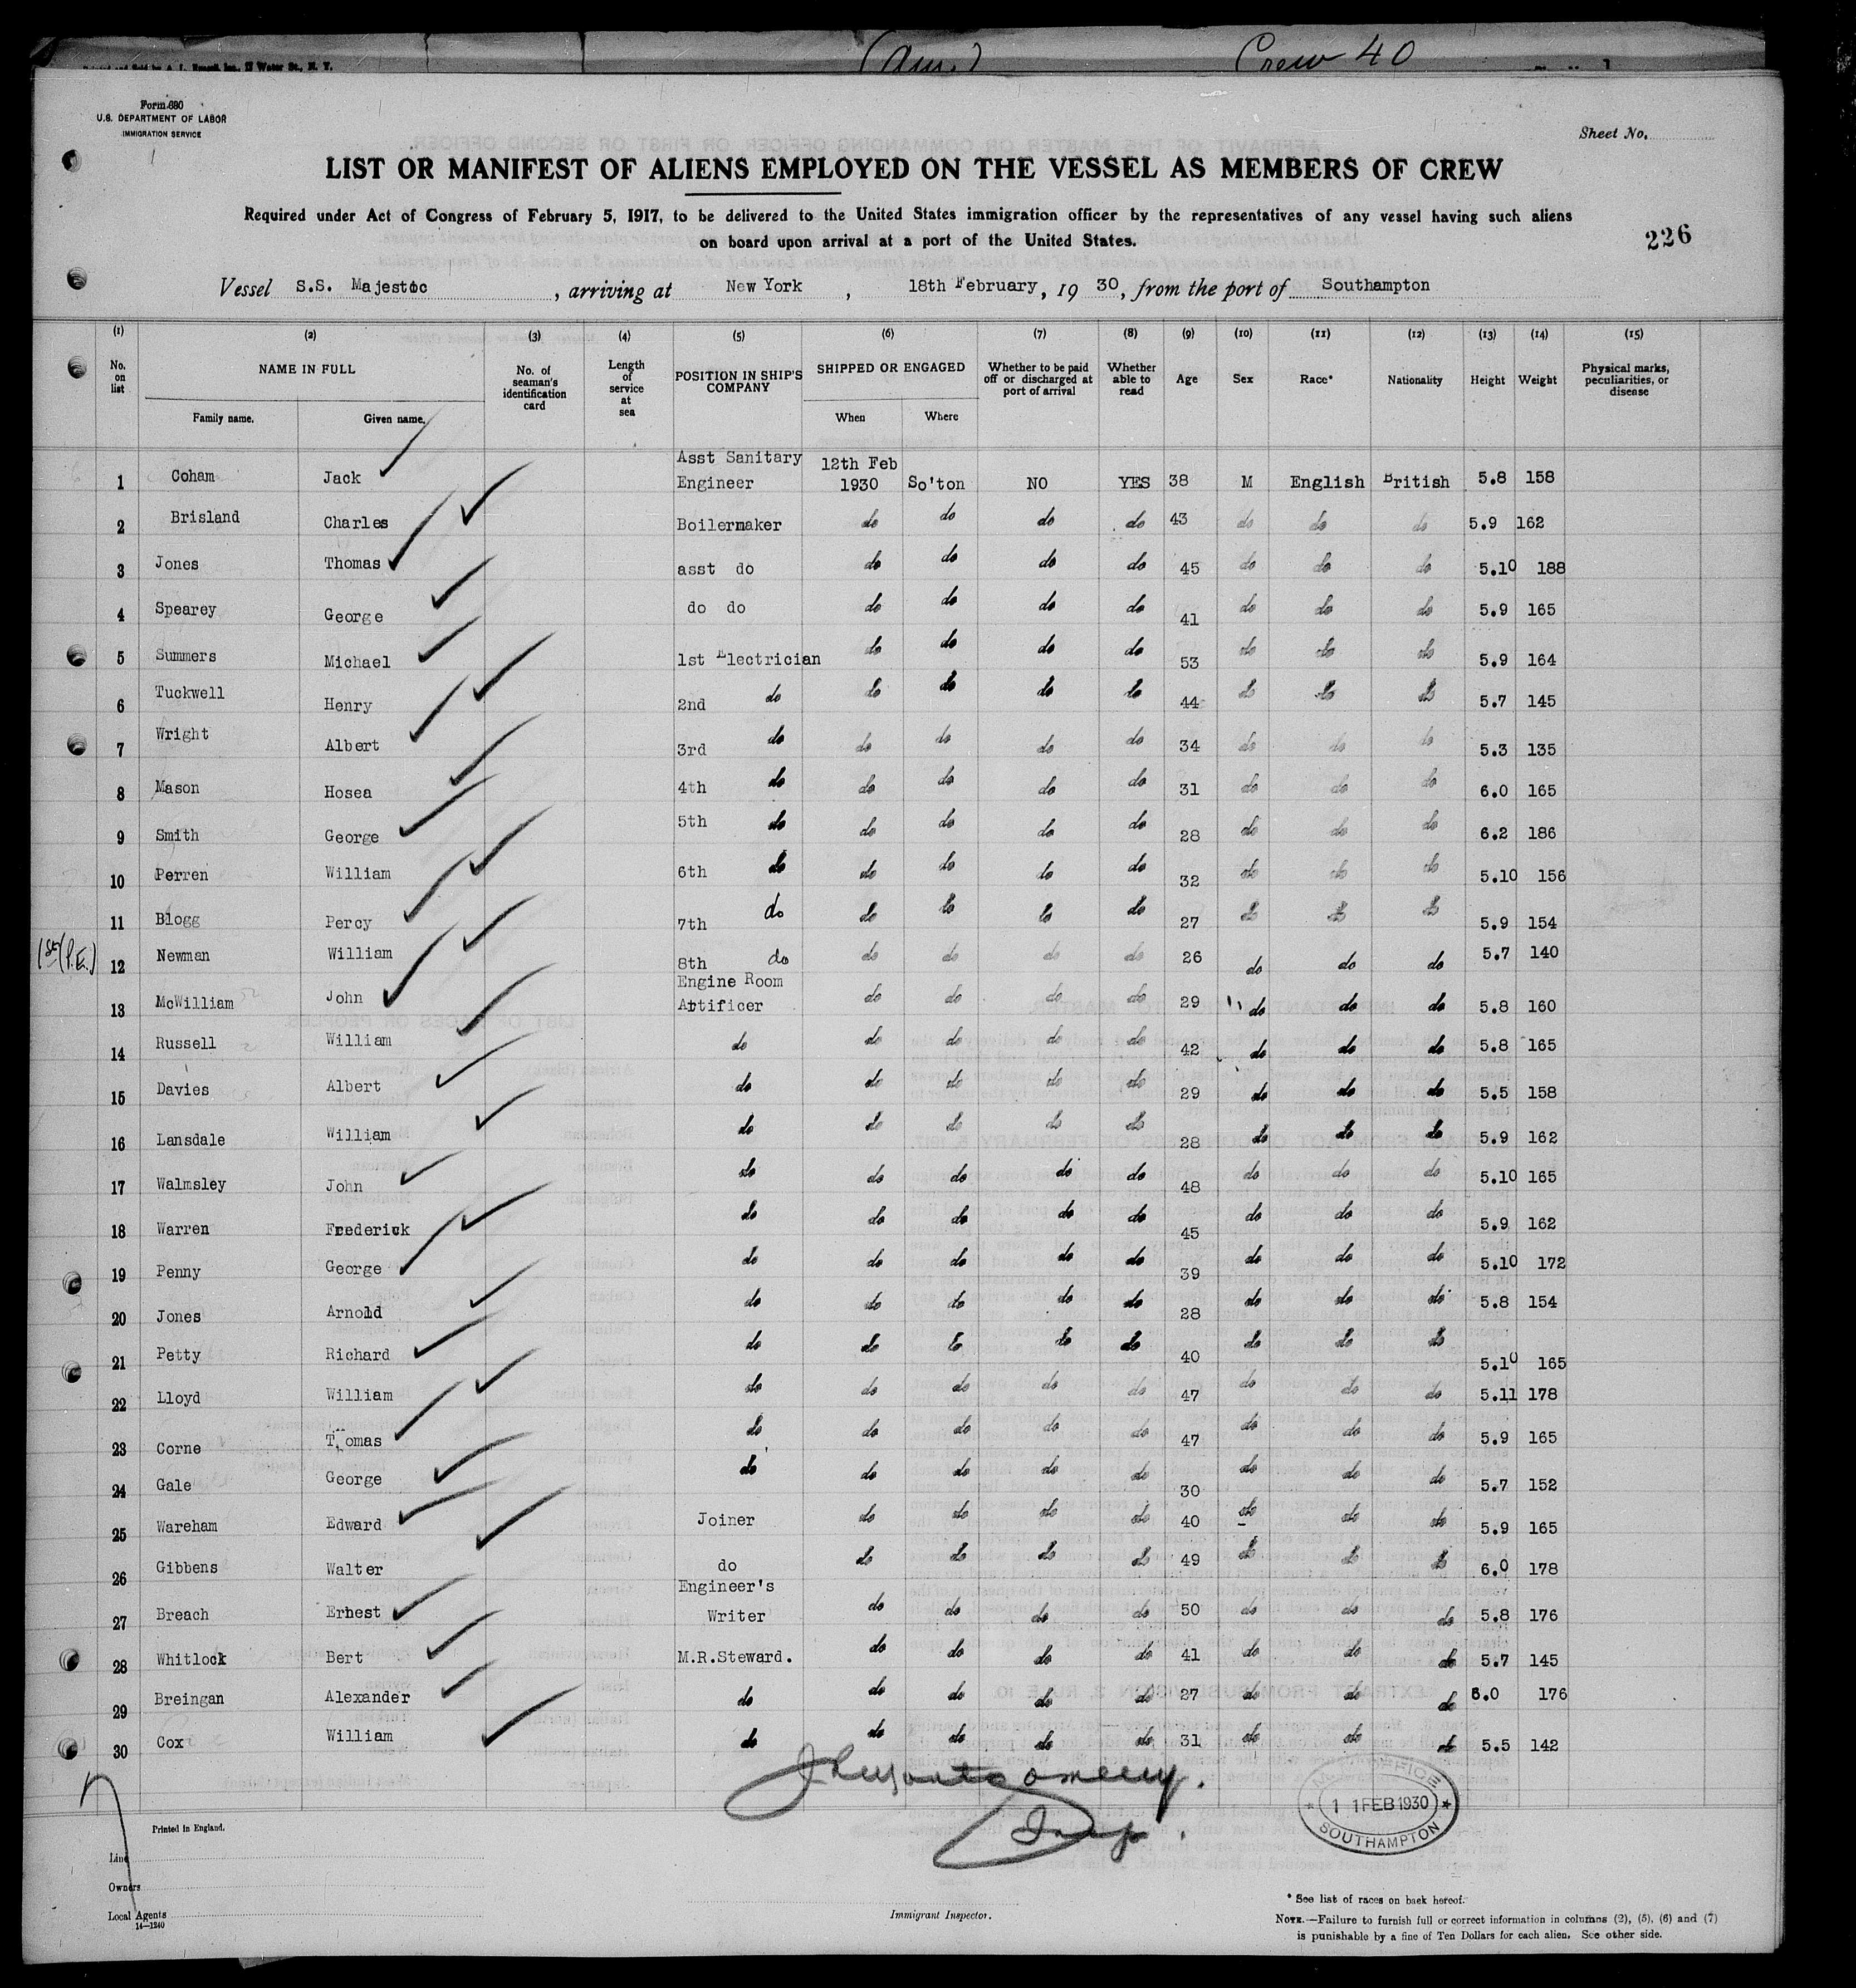 (Am.) Crew 40
Form 680
U.S. DEPARTMENT OF LABOR
IMMIGRATION SERVICE
Sheet No.
LIST OR MANIFEST OF ALIENS EMPLOYED ON THE VESSEL AS MEMBERS OF CREW
Required under Act of Congress of February 5, 1917, to be delivered to the United States immigration officer by the representatives of any vessel having such aliens
on board upon arrival at a port of the United States.
226
Vessel S.S. Majestic, arriving at New York, 18th February, 1930, from the port of Southampton
(1) (2) (3) (4) (5) (6) (7) (8) (9) (10) (11) (12) (13) (14) (15)
No. on list NAME IN FULL No. of seaman's identification card Length of service at sea POSITION IN SHIP'S COMPANY SHIPPED OR ENGAGED Whether to be paid off or discharged at port of arrival Whether able to read Age Sex Race* Nationality Height Weight Physical marks, peculiarities, or disease
Family name. Given name. When Where
1 Coham Jack Asst Sanitary Engineer 12th Feb 1930 So'ton NO YES 38 M English British 5.8 158
2 Brisland Charles Boilermaker do do do do 43 do do do 5.9 162
3 Jones Thomas asst do do do do do 45 do do do 5.10 188
4 Spearey George do do do do do do 41 do do do 5.9 165
5 Summers Michael 1st Electrician do do do do 53 do do do 5.9 164
6 Tuckwell Henry 2nd do do do do do 44 do do do 5.7 145
7 Wright Albert 3rd do do do do do 34 do do do 5.3 135
8 Mason Hosea 4th do do do do do 31 do do do 6.0 165
9 Smith George 5th do do do do do 28 do do do 6.2 186
10 Perren William 6th do do do do do 32 do do do 5.10 156
11 Blogg Percy 7th do do do do do 27 do do do 5.9 154
(P.E.) 12 Newman William 8th do do do do do 26 do do do 5.7 140
13 McWilliam John Engine Room Artificer do do do do 29 do do do 5.8 160
14 Russell William do do do do do 42 do do do 5.8 165
15 Davies Albert do do do do do 29 do do do 5.5 158
16 Lansdale William do do do do do 28 do do do 5.9 162
17 Walmsley John do do do do do 48 do do do 5.10 165
18 Warren Frederick do do do do do 45 do do do 5.9 162
19 Penny George do do do do do 39 do do do 5.10 172
20 Jones Arnold do do do do do 28 do do do 5.8 154
21 Petty Richard do do do do do 40 do do do 5.10 165
22 Lloyd William do do do do do 47 do do do 5.11 178
23 Corne Thomas do do do do do 47 do do do 5.9 165
24 Gale George do do do do do 30 do do do 5.7 152
25 Wareham Edward Joiner do do do do 40 do do do 5.9 165
26 Gibbens Walter do do do do do 49 do do do 6.0 178
27 Breach Ernest Engineer's Writer do do do do 50 do do do 5.8 176
28 Whitlock Bert M.R.Steward. do do do do 41 do do do 5.7 145
29 Breingan Alexander do do do do do 27 do do do 6.0 176
30 Cox William do do do do do 31 do do do 5.5 142
Montgomery.
Insp.
OFFICE
11 FEB 1930
SOUTHAMPTON
Printed in England.
Line
Owners
Local Agents
14—1240
Immigrant Inspector.
* See list of races on back hereof.
NOTE.—Failure to furnish full or correct information in columns (2), (5), (6) and (7)
is punishable by a fine of Ten Dollars for each alien. See other side.